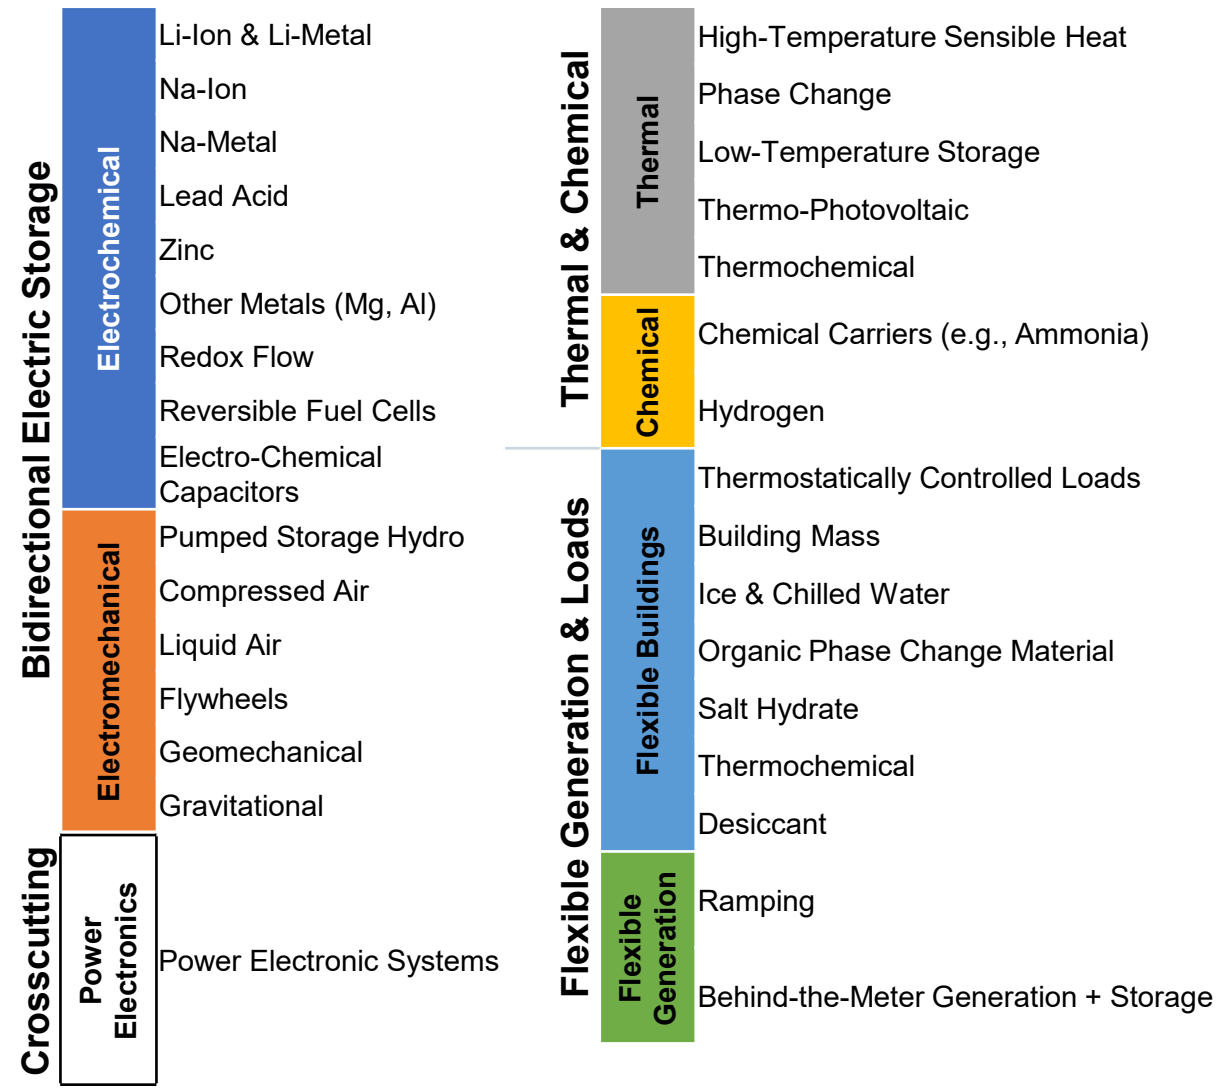 Bidirectional Electric Storage
Electrochemical
Li-Ion & Li-Metal
Na-Ion
Na-Metal
Lead Acid
Zinc
Other Metals (Mg, Al)
Redox Flow
Reversible Fuel Cells
Electro-Chemical
Capacitors
Electromechanical
Pumped Storage Hydro
Compressed Air
Liquid Air
Flywheels
Geomechanical
Gravitational
Crosscutting
Power
Electronics
Power Electronic Systems
Thermal & Chemical
Thermal
High-Temperature Sensible Heat
Phase Change
Low-Temperature Storage
Thermo-Photovoltaic
Thermochemical
Chemical
Chemical Carriers (e.g., Ammonia)
Hydrogen
Flexible Generation & Loads
Flexible Buildings
Thermostatically Controlled Loads
Building Mass
Ice & Chilled Water
Organic Phase Change Material
Salt Hydrate
Thermochemical
Desiccant
Flexible
Generation
Ramping
Behind-the-Meter Generation + Storage